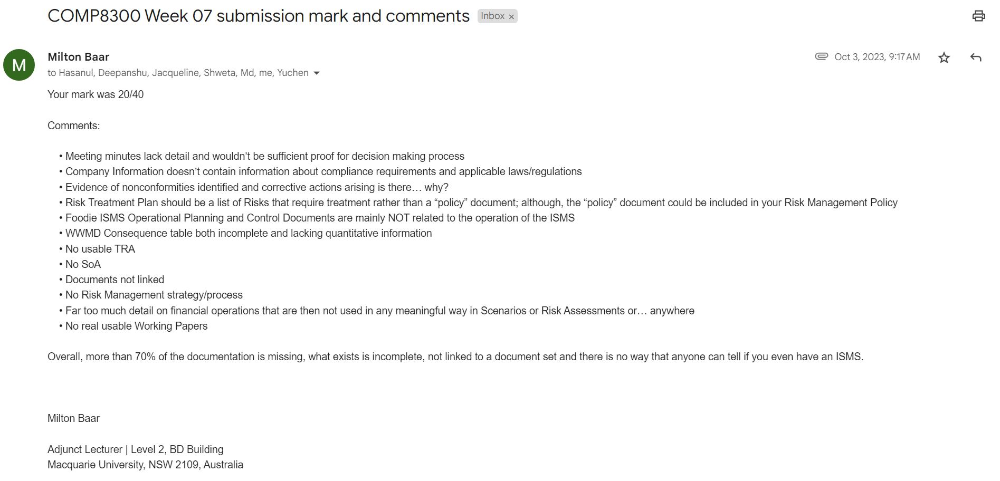 COMP8300 Week 07 submission mark and comments Inbox ×
M
Milton Baar Oct 3, 2023, 9:17 AM
to Hasanul, Deepanshu, Jacqueline, Shweta, Md, me, Yuchen
Your mark was 20/40
Comments:
• Meeting minutes lack detail and wouldn’t be sufficient proof for decision making process
• Company Information doesn’t contain information about compliance requirements and applicable laws/regulations
• Evidence of nonconformities identified and corrective actions arising is there… why?
• Risk Treatment Plan should be a list of Risks that require treatment rather than a “policy” document; although, the “policy” document could be included in your Risk Management Policy
• Foodie ISMS Operational Planning and Control Documents are mainly NOT related to the operation of the ISMS
• WWMD Consequence table both incomplete and lacking quantitative information
• No usable TRA
• No SoA
• Documents not linked
• No Risk Management strategy/process
• Far too much detail on financial operations that are then not used in any meaningful way in Scenarios or Risk Assessments or… anywhere
• No real usable Working Papers
Overall, more than 70% of the documentation is missing, what exists is incomplete, not linked to a document set and there is no way that anyone can tell if you even have an ISMS.
Milton Baar
Adjunct Lecturer | Level 2, BD Building
Macquarie University, NSW 2109, Australia